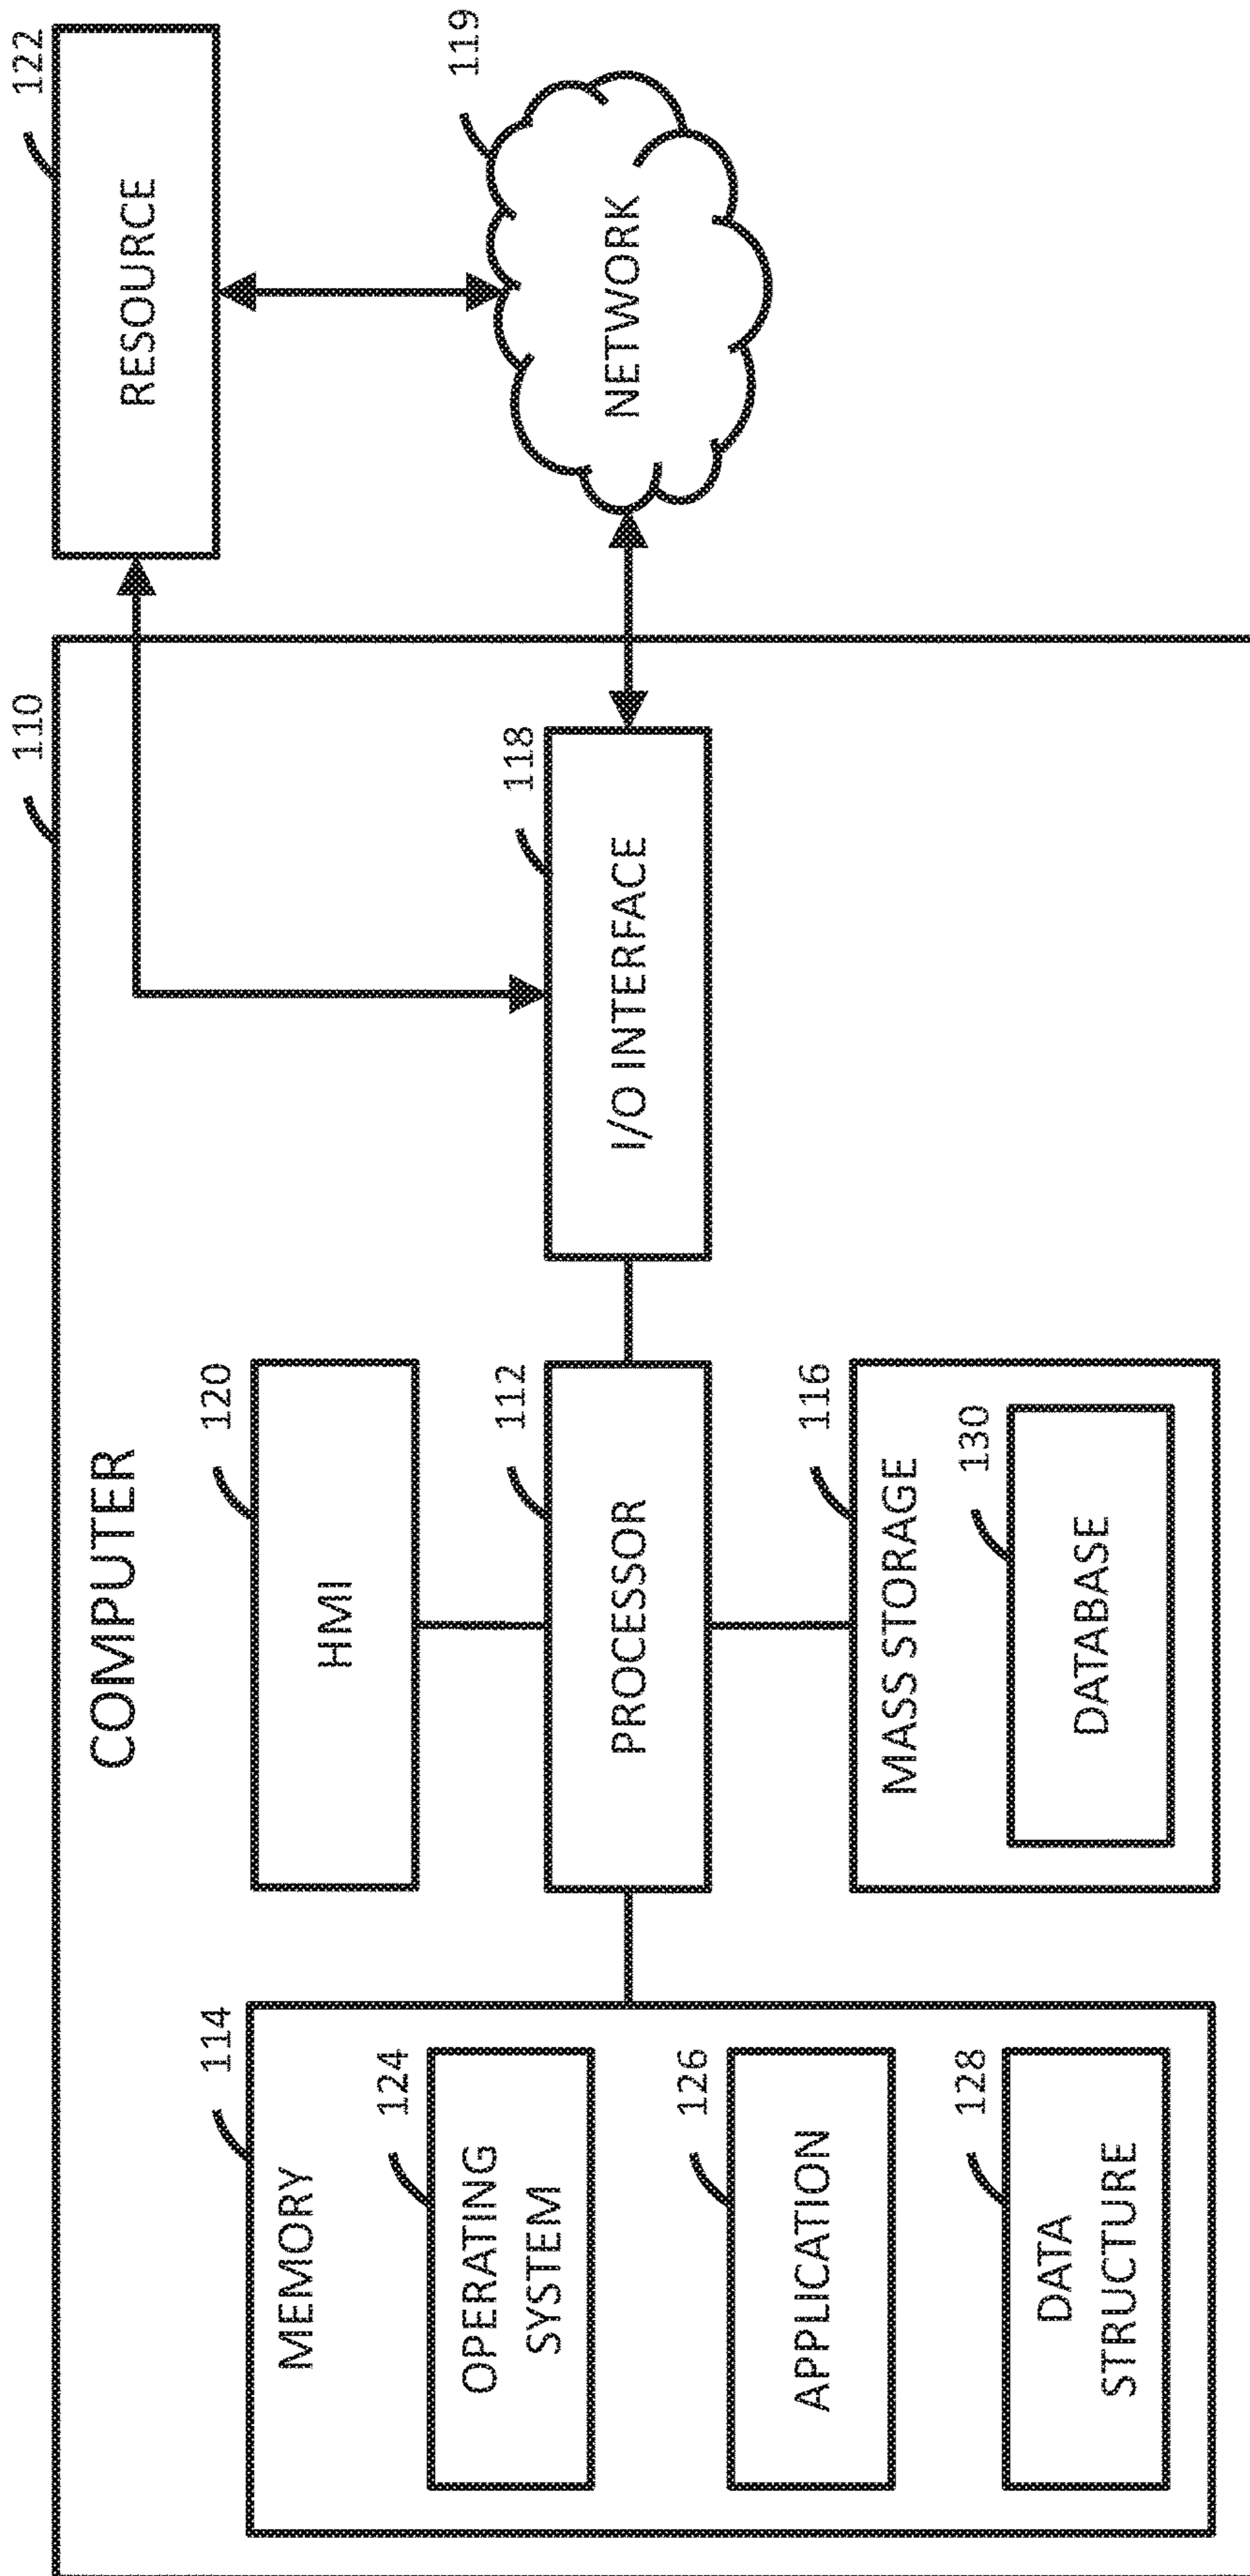 110
COMPUTER
114
MEMORY
124
OPERATING
SYSTEM
126
APPLICATION
128
DATA
STRUCTURE
120
HMI
112
PROCESSOR
116
MASS STORAGE
130
DATABASE
118
I/O INTERFACE
122
RESOURCE
119
NETWORK